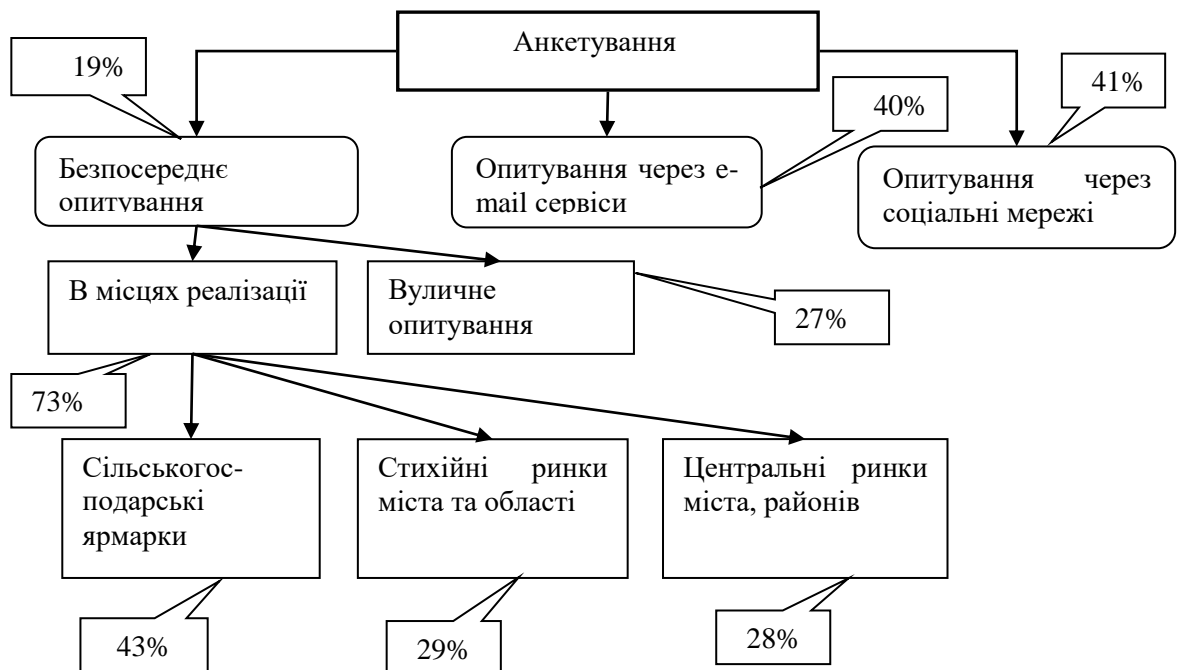 Анкетування
19%
41%
40%
Безпосереднє
опитування
Опитування через e-
mail сервіси
Опитування через
соціальні мережі
В місцях реалізації
Вуличне
опитування
27%
73%
Сільськогос-
подарські
ярмарки
Стихійні ринки
міста та області
Центральні ринки
міста, районів
43%
29%
28%